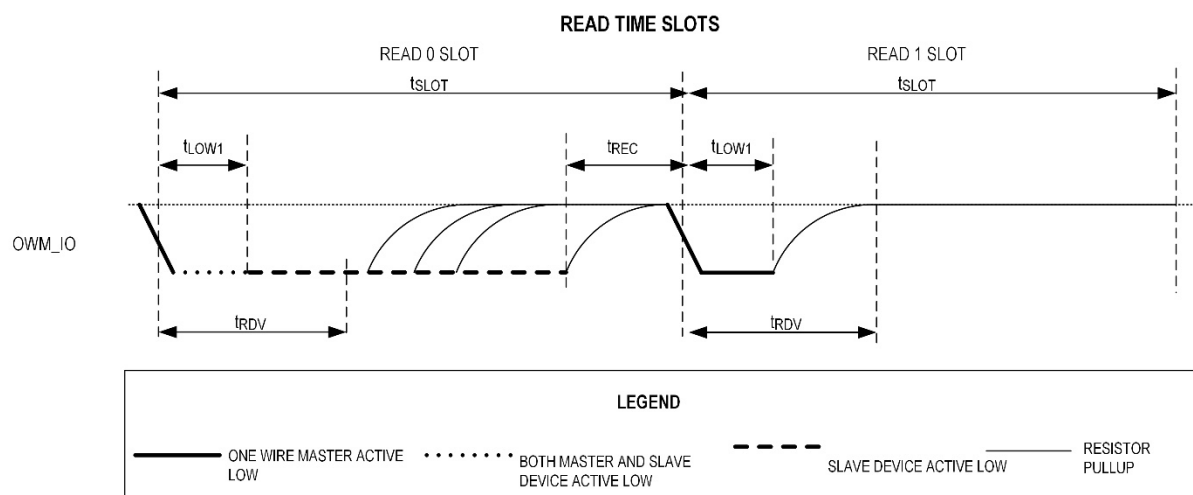 READ TIME SLOTS
READ 0 SLOT
READ 1 SLOT
tSLOT
tSLOT
tLOW1
tREC
tLOW1
OWM_IO
tRDV
tRDV
LEGEND
ONE WIRE MASTER ACTIVE
LOW
BOTH MASTER AND SLAVE
DEVICE ACTIVE LOW
SLAVE DEVICE ACTIVE LOW
RESISTOR
PULLUP